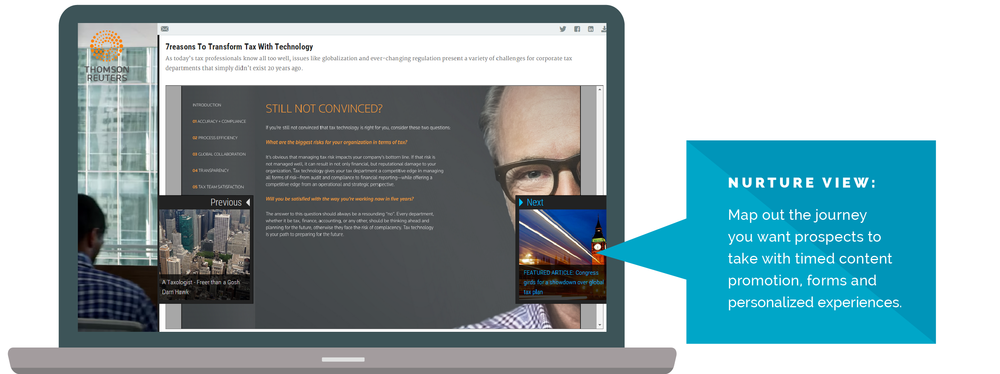 THOMSON
REUTERS
7reasons To Transform Tax With Technology
As today's tax professionals know all too well, issues like globalization and ever-changing regulation present a variety of challenges for corporate tax
departments that simply didn't exist 20 years ago.
INTRODUCTION
01 ACCURACY + COMPLIANCE
02 PROCESS EFFICIENCY
03 GLOBAL COLLABORATION
04 TRANSPARENCY
05 TAX TEAM SATISFACTION
STILL NOT CONVINCED?
If you're still not convinced that tax technology is right for you, consider these two questions.
What are the biggest risks for your organization in terms of tax?
It's obvious that managing tax risk impacts your company's bottom line. If that risk is
not managed well, it can result in not only financial, but reputational damage to your
organization. Tax technology gives your tax department a competitive edge in managing
all forms of risk—from audit and compliance to financial reporting—while offering a
competitive edge from an operational and strategic perspective.
Will you be satisfied with the way you're working now in five years?
The answer to this question should always be a resounding "no". Every department,
whether it be tax, finance, accounting, or any other, should be thinking ahead and
planning for the future, otherwise they face the risk of complacency. Tax technology
is your path to preparing for the future.
Previous
A Taxologist - Freer than a Gosh
Darn Hawk
Next
FEATURED ARTICLE: Congress
girds for a showdown over global
tax plan
NURTURE VIEW:
Map out the journey
you want prospects to
take with timed content
promotion, forms and
personalized experiences.